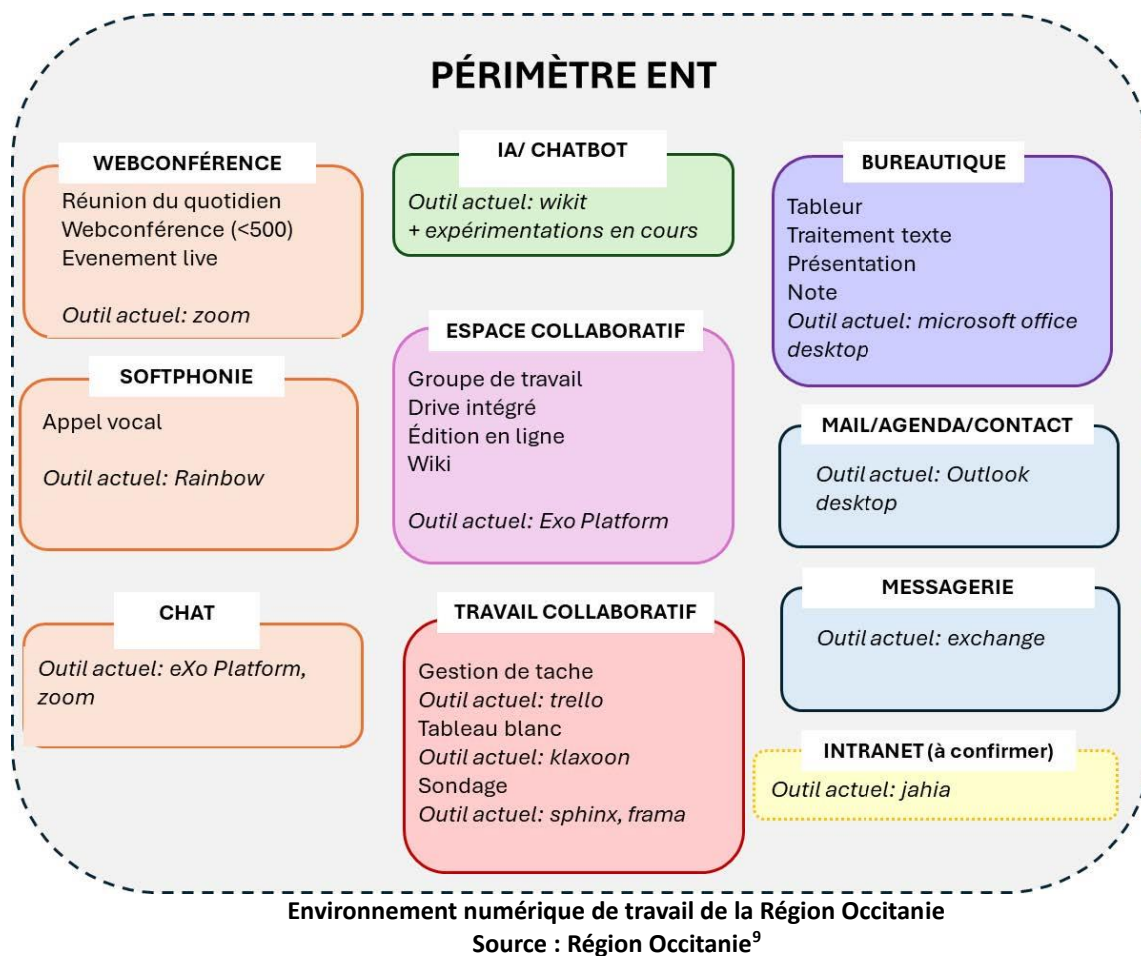 PÉRIMÈTRE ENT
WEBCONFÉRENCE
Réunion du quotidien
Webconférence (<500)
Evenement live
Outil actuel: zoom
SOFTPHONIE
Appel vocal
Outil actuel: Rainbow
CHAT
Outil actuel: eXo Platform,
zoom
IA/ CHATBOT
Outil actuel: wikit
+ expérimentations en cours
ESPACE COLLABORATIF
Groupe de travail
Drive intégré
Édition en ligne
Wiki
Outil actuel: Exo Platform
TRAVAIL COLLABORATIF
Gestion de tache
Outil actuel: trello
Tableau blanc
Outil actuel: klaxoon
Sondage
Outil actuel: sphinx, frama
BUREAUTIQUE
Tableur
Traitement texte
Présentation
Note
Outil actuel: microsoft office
desktop
MAIL/AGENDA/CONTACT
Outil actuel: Outlook
desktop
MESSAGERIE
Outil actuel: exchange
INTRANET (à confirmer)
Outil actuel: jahia
Environnement numérique de travail de la Région Occitanie
Source : Région Occitanie⁹